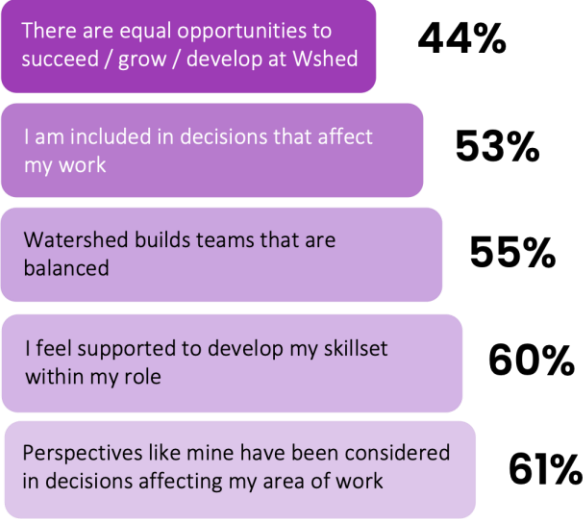 There are equal opportunities to
succeed / grow / develop at Wshed
44%
I am included in decisions that affect
my work
53%
Watershed builds teams that are
balanced
55%
I feel supported to develop my skillset
within my role
60%
Perspectives like mine have been considered
in decisions affecting my area of work
61%